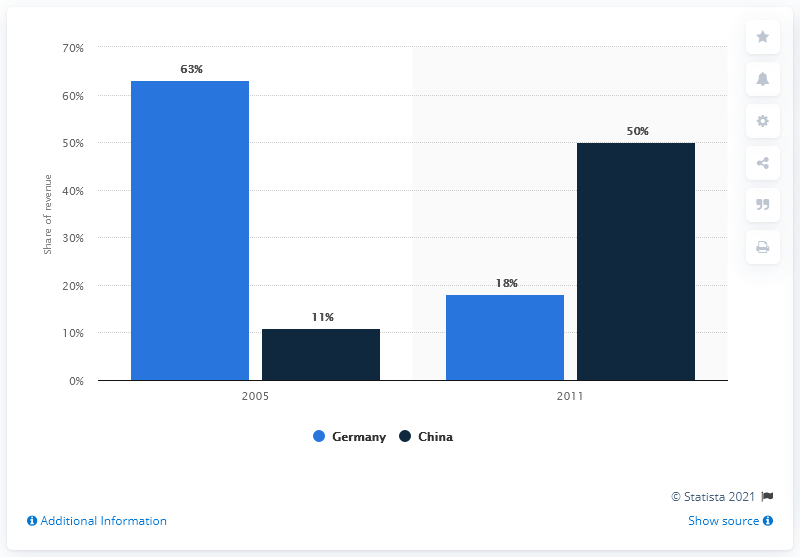 70%
63%
60%
50%
50%
40%
30%
20%
18%
11%
10%
0%
Share of revenue
2005
2011
Germany
China
© Statista 2021
Additional Information
Show source